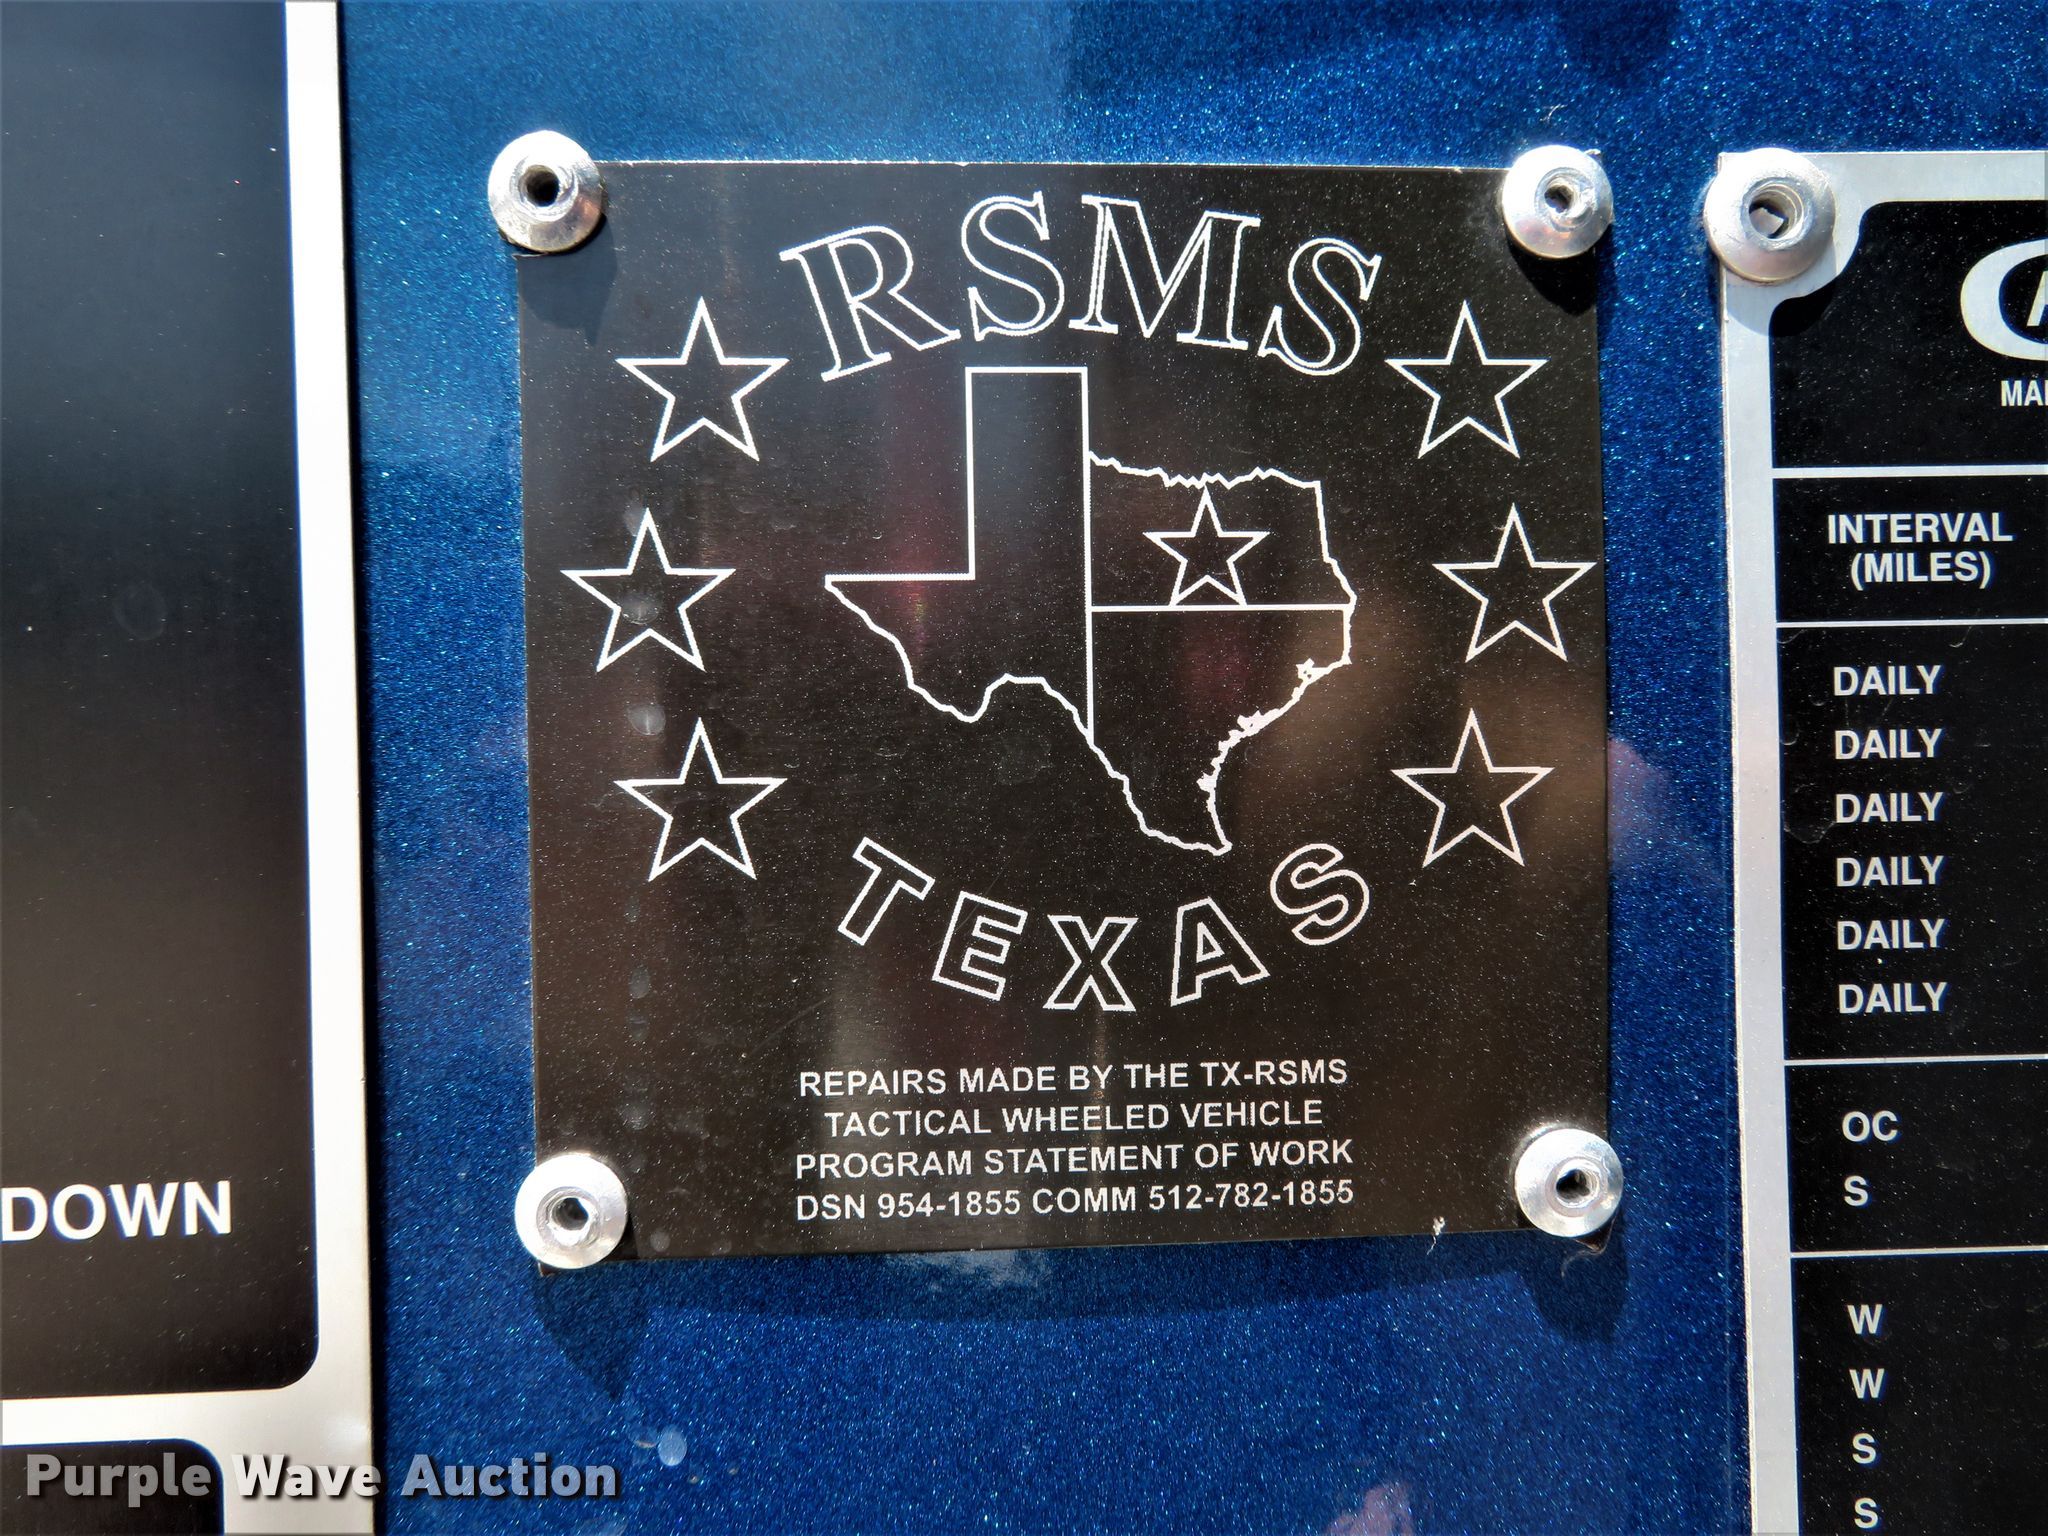 RSMS
TEXAS
REPAIRS MADE BY THE TX-RSMS
TACTICAL WHEELED VEHICLE
PROGRAM STATEMENT OF WORK
DSN 954-1855 COMM 512-782-1855
DOWN
INTERVAL
(MILES)
DAILY
DAILY
DAILY
DAILY
DAILY
DAILY
OC
S
W
W
S
S
Purple Wave Auction